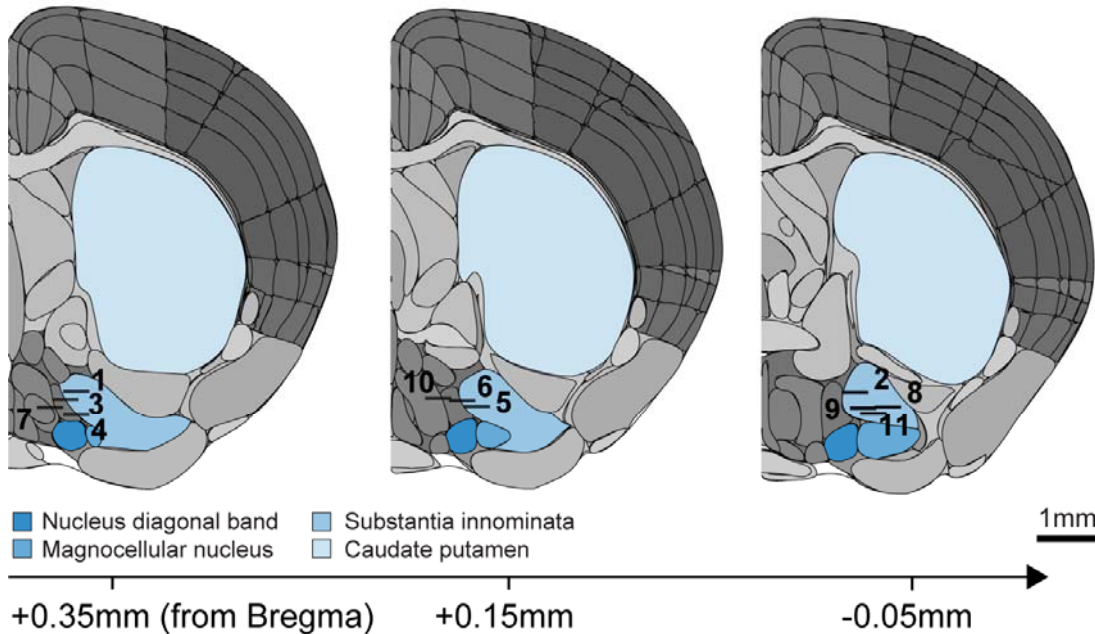 1
3
7
4
10
6
5
2
8
9
11
Nucleus diagonal band
Substantia innominata
Magnocellular nucleus
Caudate putamen
1mm
+0.35mm (from Bregma)
+0.15mm
-0.05mm